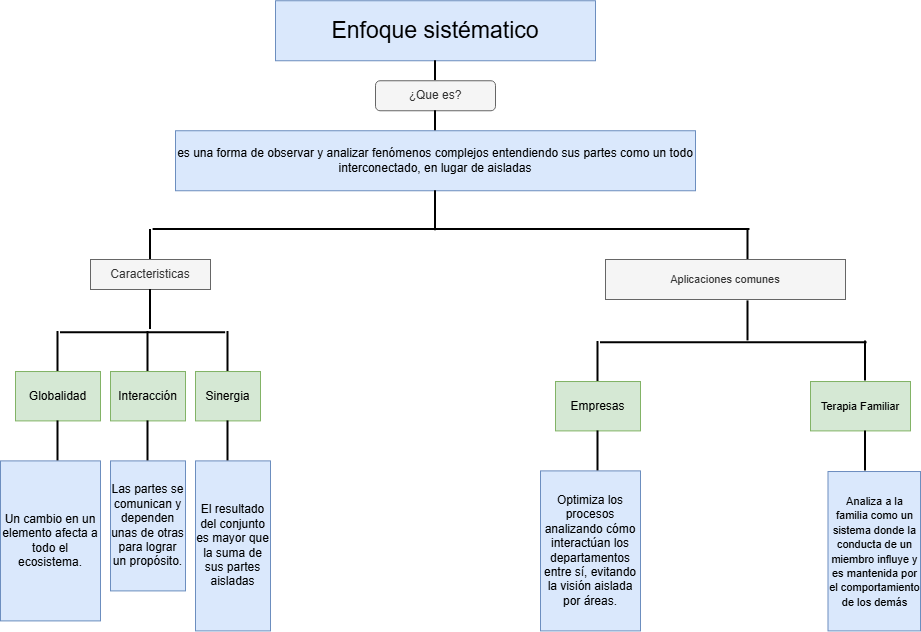 Enfoque sistématico
¿Que es?
es una forma de observar y analizar fenómenos complejos entendiendo sus partes como un todo
interconectado, en lugar de aisladas
Caracteristicas
Aplicaciones comunes
Globalidad
Interacción
Sinergia
Empresas
Terapia Familiar
Un cambio en un
elemento afecta a
todo el
ecosistema.
Las partes se
comunican y
dependen
unas de otras
para lograr
un propósito.
El resultado
del conjunto
es mayor que
la suma de
sus partes
aisladas
Optimiza los
procesos
analizando cómo
interactúan los
departamentos
entre sí, evitando
la visión aislada
por áreas.
Analiza a la
familia como un
sistema donde la
conducta de un
miembro influye y
es mantenida por
el comportamiento
de los demás